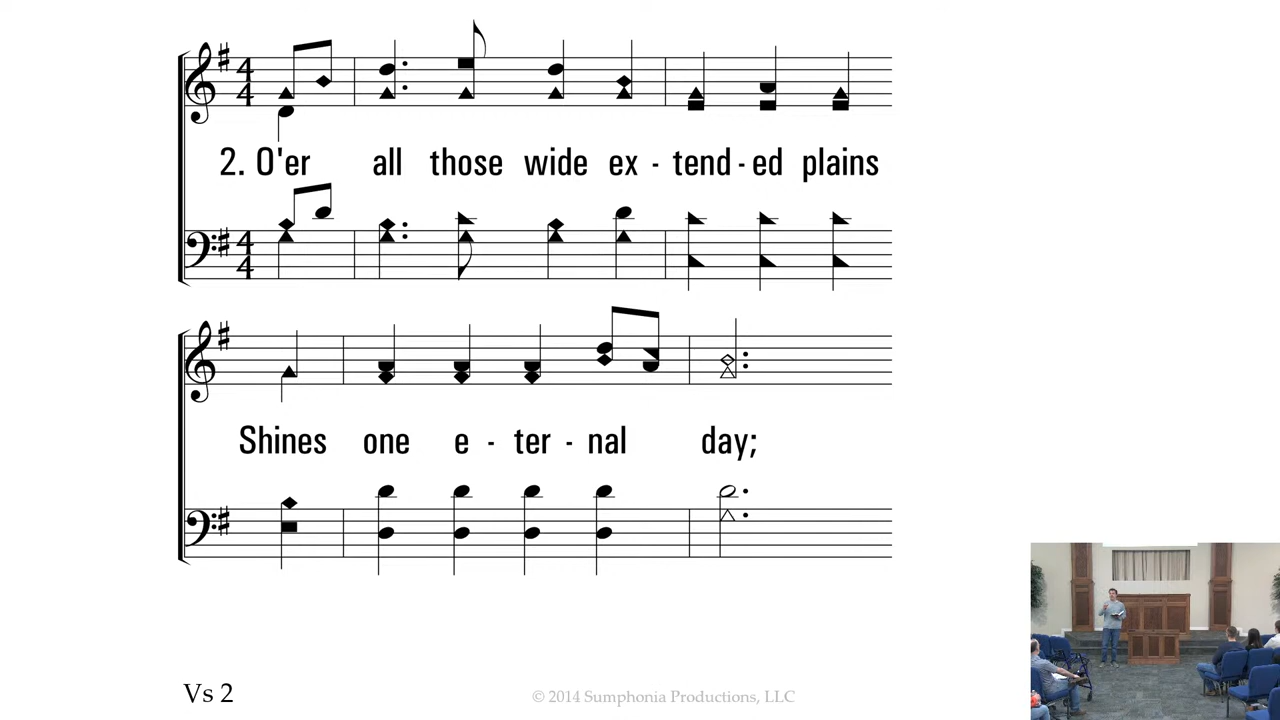 2. O'er all those wide ex - tend - ed plains
Shines one e - ter - nal day;
Vs 2
© 2014 Sumphonia Productions, LLC